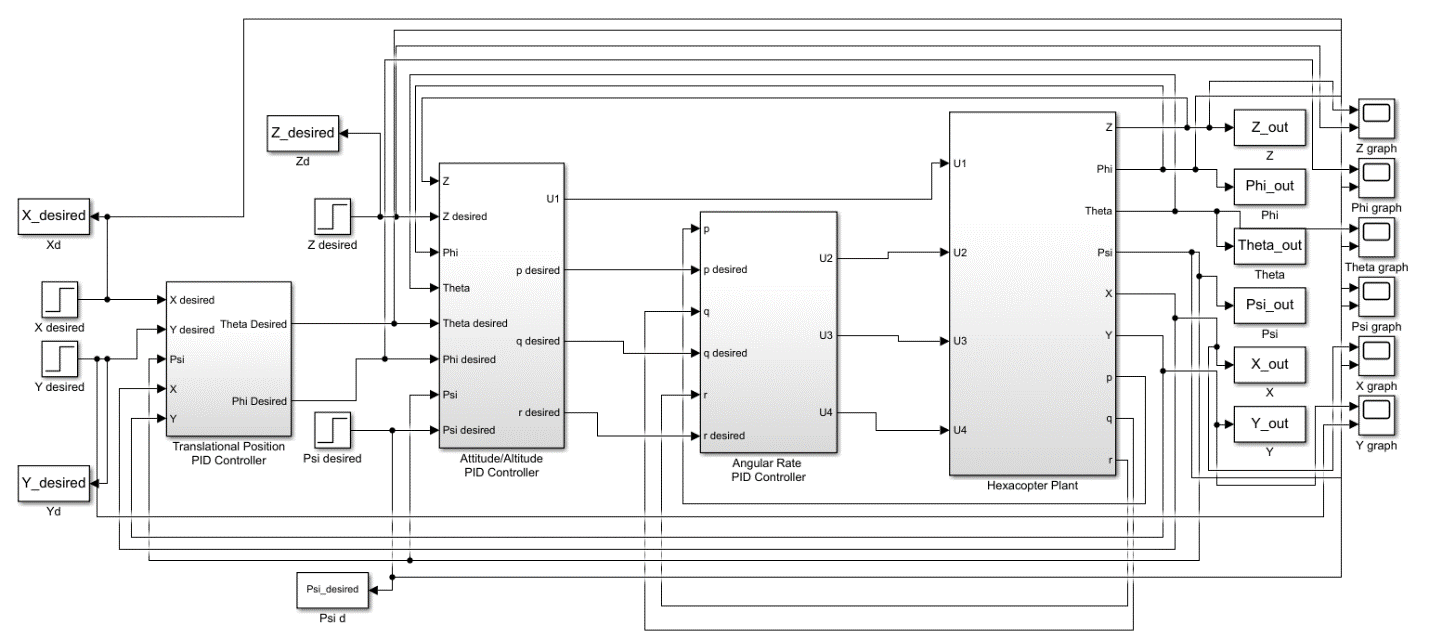 Z_desired
Zd
X_desired
Xd
Z desired
X desired
Y desired
Y_desired
Yd
X desired
Y desired
Psi
X
Y
Theta Desired
Phi Desired
Translational Position
PID Controller
Psi desired
Psi_desired
Psi d
Z
Z desired
Phi
Theta
Theta desired
Phi desired
Psi
Psi desired
U1
p desired
q desired
r desired
Attitude/Altitude
PID Controller
p
p desired
q
q desired
r
r desired
U2
U3
U4
Angular Rate
PID Controller
U1
U2
U3
U4
Z
Phi
Theta
Psi
X
Y
p
q
r
Hexacopter Plant
Z_out
Z
Phi_out
Phi
Theta_out
Theta
Psi_out
Psi
X_out
X
Y_out
Y
Z graph
Phi graph
Theta graph
Psi graph
X graph
Y graph